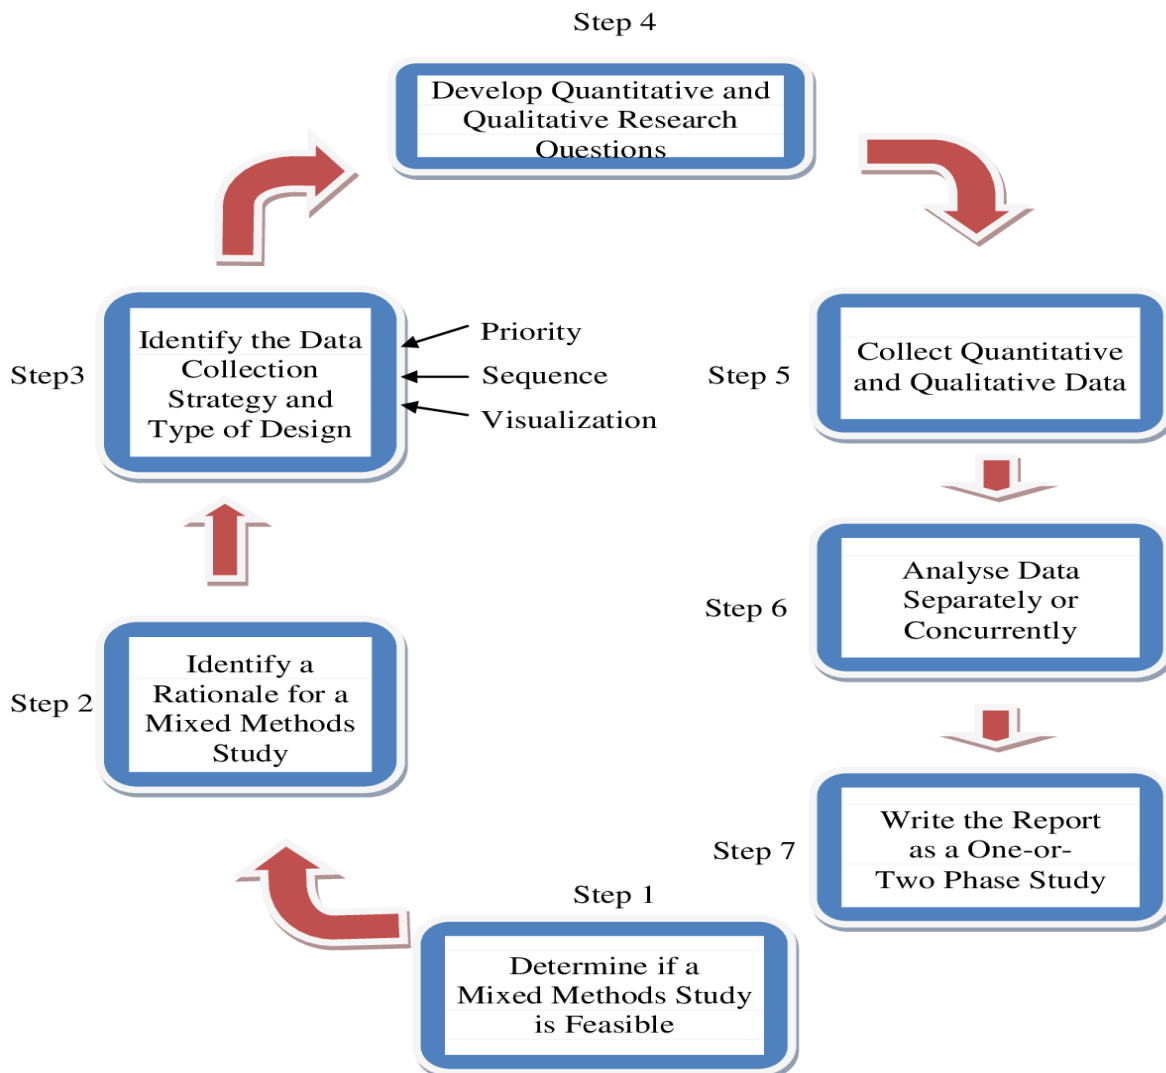 Step 4
Develop Quantitative and
Qualitative Research
Questions
Step3
Identify the Data
Collection
Strategy and
Type of Design
Priority
Sequence
Visualization
Step 5
Collect Quantitative
and Qualitative Data
Step 6
Analyse Data
Separately or
Concurrently
Step 2
Identify a
Rationale for a
Mixed Methods
Study
Step 7
Write the Report
as a One-or-
Two Phase Study
Step 1
Determine if a
Mixed Methods Study
is Feasible